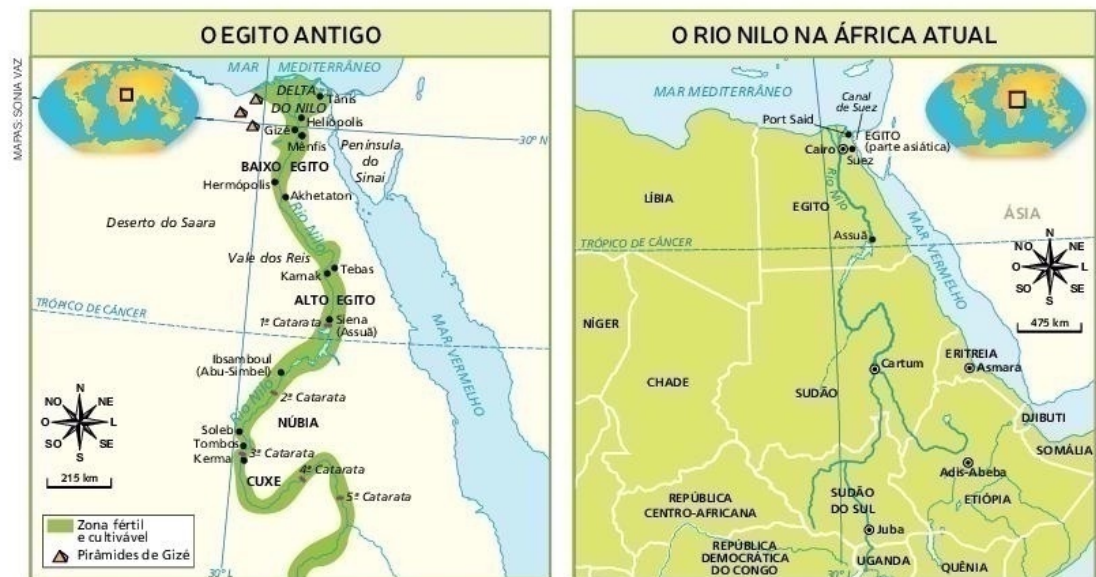 MAPAS: SONIA VAZ
O EGITO ANTIGO
MAR MEDITERRÂNEO
DELTA
DO NILO
Tânis
Heliópolis
Gizé
Mênfis
30º N
Península
do
Sinai
BAIXO EGITO
Hermópolis
Akhetaton
Deserto do Saara
Rio Nilo
Vale dos Reis
Karnak
Tebas
ALTO EGITO
TRÓPICO DE CÂNCER
1ª Catarata
Siena
(Assuã)
MAR VERMELHO
Ibsamboul
(Abu-Simbel)
Rio Nilo
2ª Catarata
NÚBIA
Soleb
Tombos
Kerma
3ª Catarata
4ª Catarata
CUXE
5ª Catarata
N
NO
NE
O
L
SO
SE
S
215 km
Zona fértil
e cultivável
Pirâmides de Gizé
30º L
O RIO NILO NA ÁFRICA ATUAL
MAR MEDITERRÂNEO
Canal
de Suez
Port Said
EGITO
(parte asiática)
Cairo
Suez
Rio Nilo
LÍBIA
EGITO
ÁSIA
Assuã
TRÓPICO DE CÂNCER
MAR VERMELHO
N
NO
NE
O
L
SO
SE
S
475 km
NÍGER
CHADE
SUDÃO
Cartum
ERITREIA
Asmara
DJIBUTI
SOMÁLIA
Adis-Abeba
ETIÓPIA
REPÚBLICA
CENTRO-AFRICANA
SUDÃO
DO SUL
Juba
REPÚBLICA
DEMOCRÁTICA
DO CONGO
UGANDA
QUÊNIA
30º L